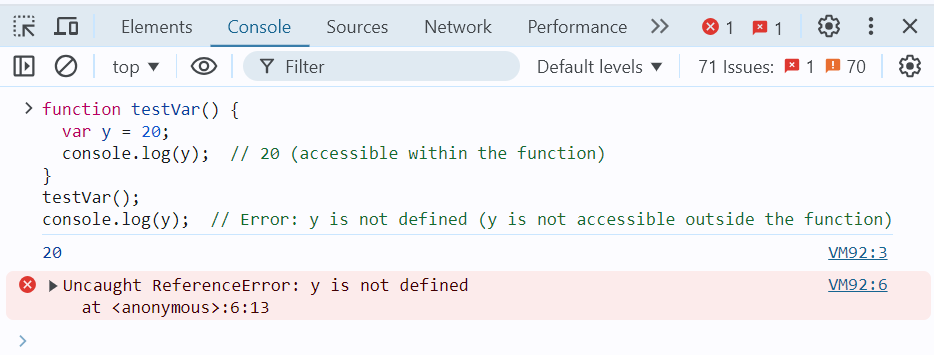 Elements Console Sources Network Performance 1 1
top Filter Default levels 71 Issues: 1 70
function testVar() {
  var y = 20;
  console.log(y);  // 20 (accessible within the function)
}
testVar();
console.log(y);  // Error: y is not defined (y is not accessible outside the function)
20 VM92:3
Uncaught ReferenceError: y is not defined VM92:6
    at <anonymous>:6:13